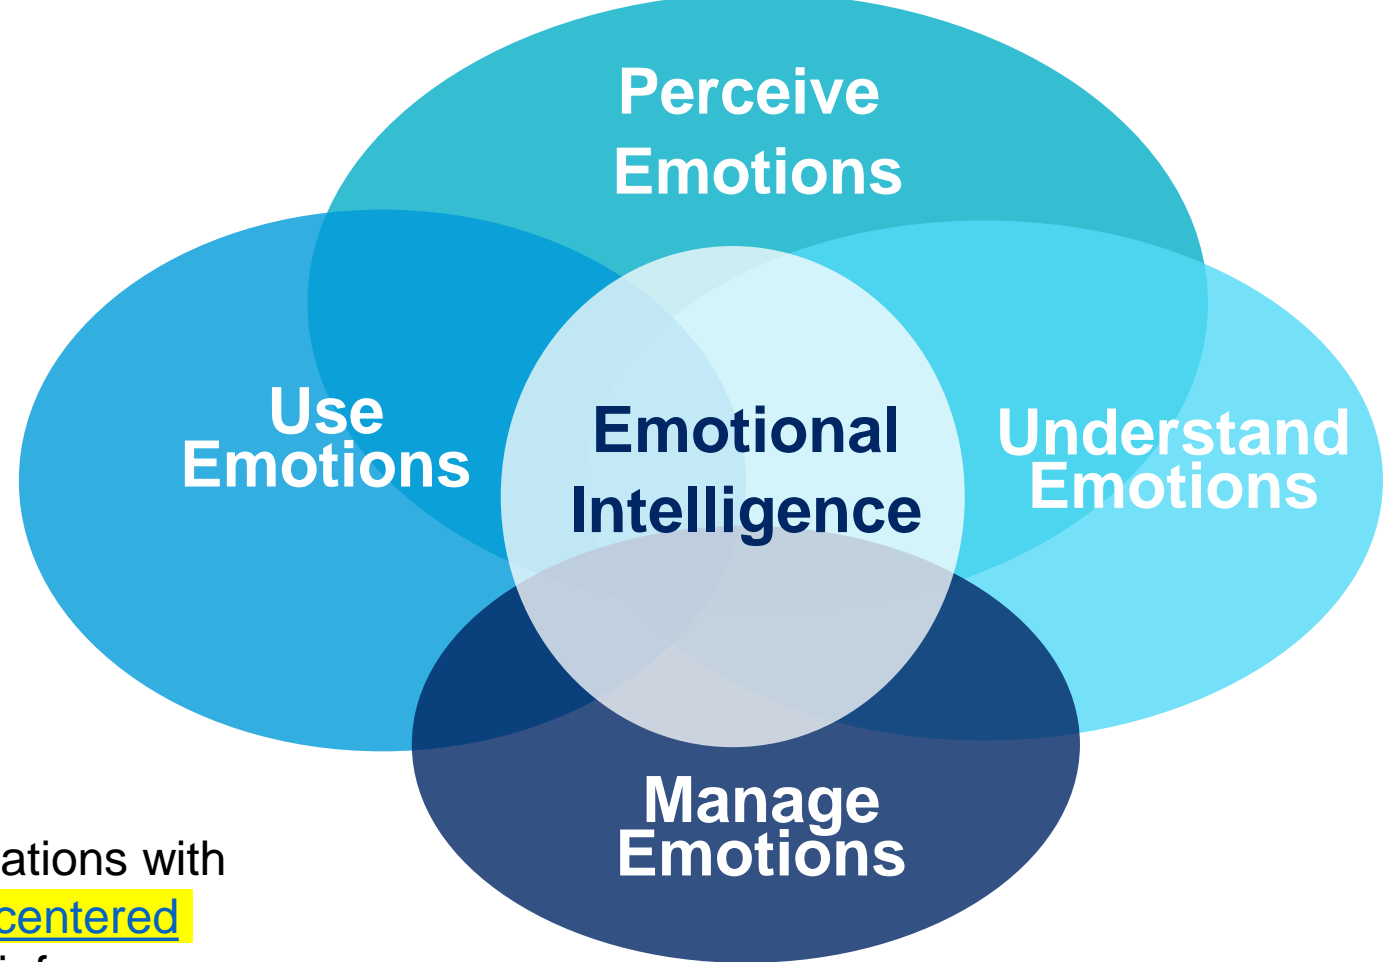 Perceive
Emotions
Use
Emotions
Emotional
Intelligence
Understand
Emotions
Manage
Emotions
ations with
centered